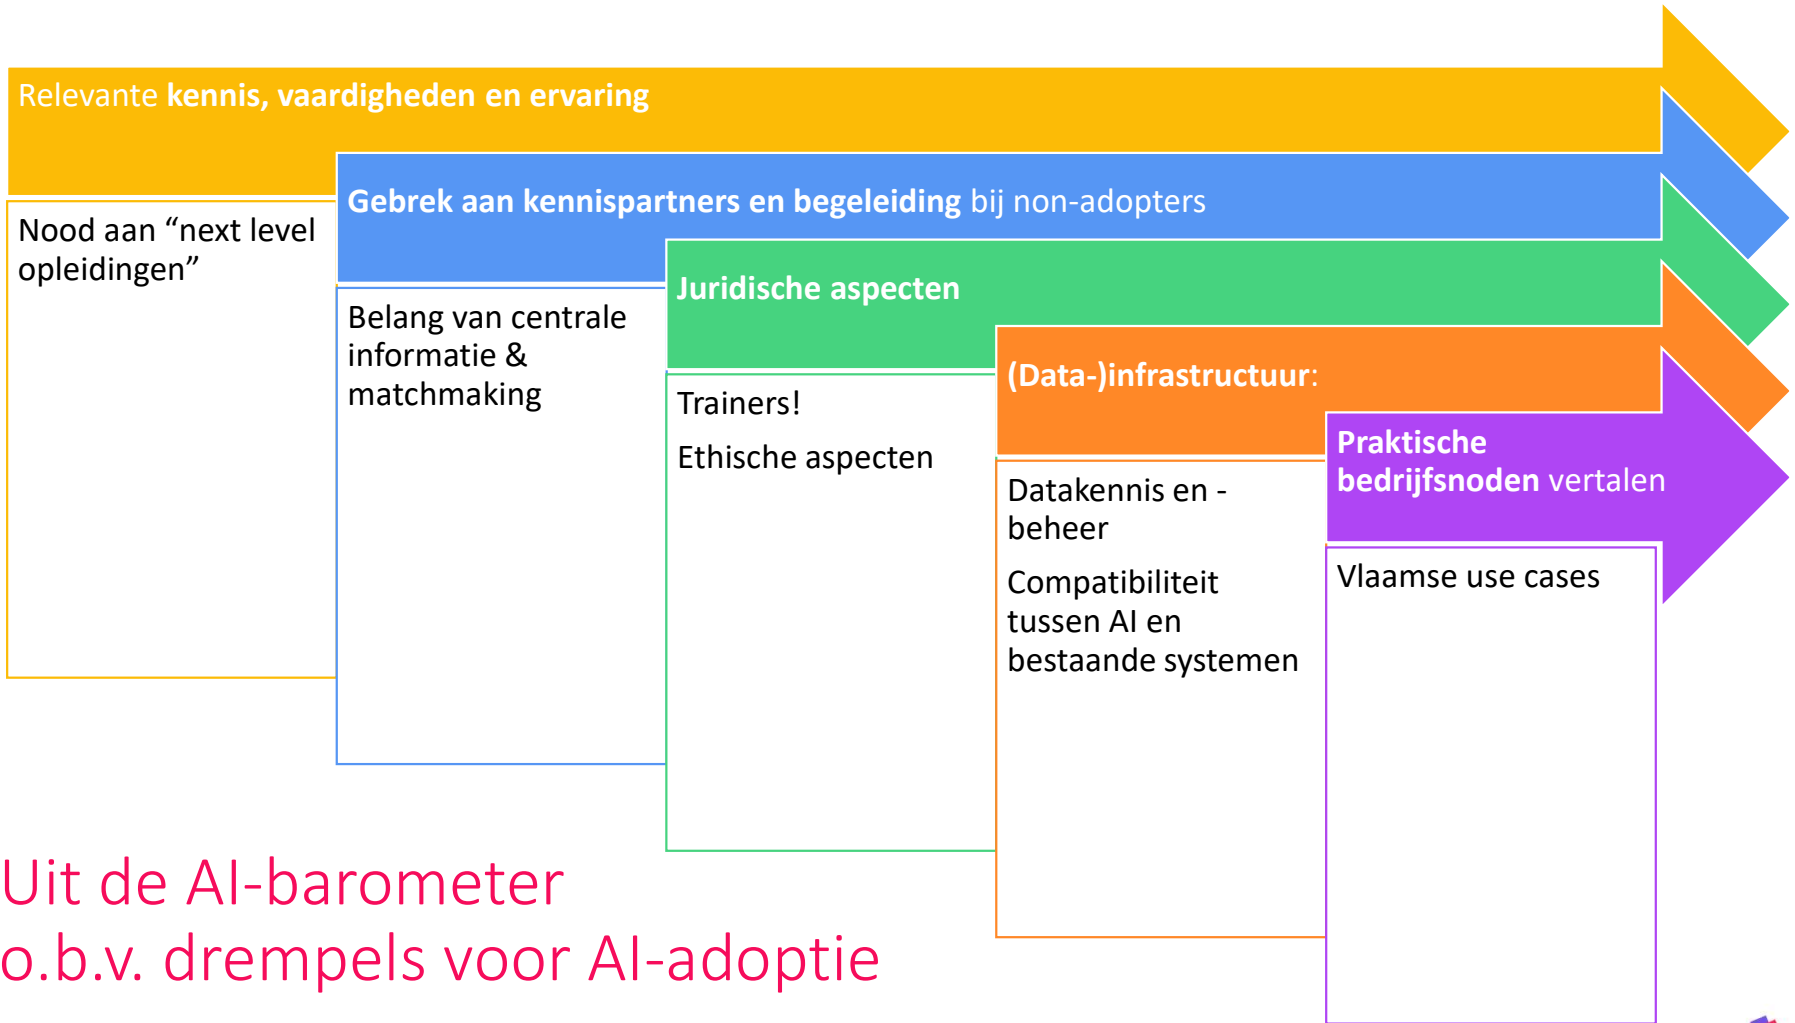 Relevante kennis, vaardigheden en ervaring
Nood aan “next level
opleidingen”
Gebrek aan kennispartners en begeleiding bij non-adopters
Belang van centrale
informatie &
matchmaking
Juridische aspecten
Trainers!
Ethische aspecten
(Data-)infrastructuur:
Datakennis en -
beheer
Compatibiliteit
tussen AI en
bestaande systemen
Praktische
bedrijfsnoden vertalen
Vlaamse use cases
Uit de AI-barometer
o.b.v. drempels voor AI-adoptie